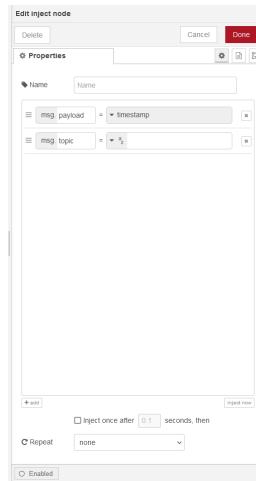 Edit inject node
Delete Cancel Done
Properties
Name Name
msg. payload = timestamp
msg. topic = a z
add inject now
Inject once after 0.1 seconds, then
Repeat none
Enabled